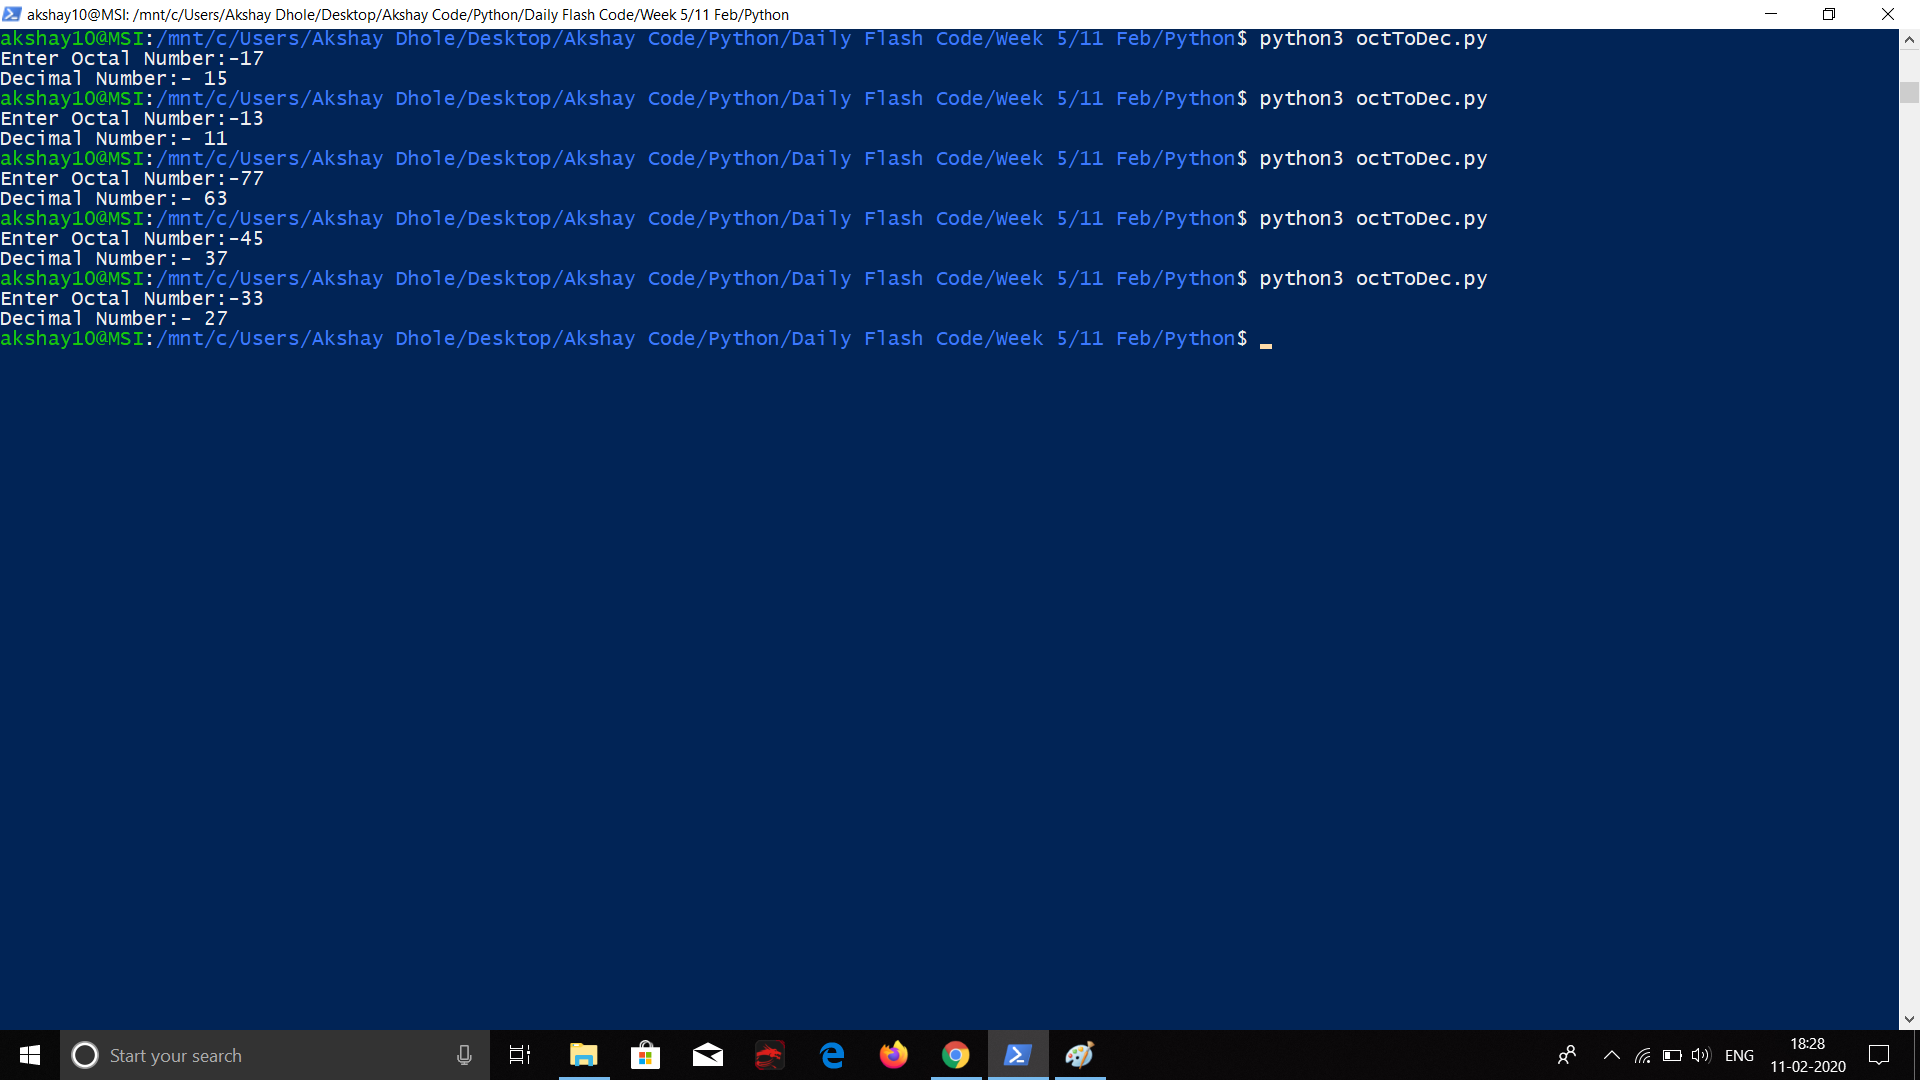 akshay10@MSI: /mnt/c/Users/Akshay Dhole/Desktop/Akshay Code/Python/Daily Flash Code/Week 5/11 Feb/Python
akshay10@MSI:/mnt/c/Users/Akshay Dhole/Desktop/Akshay Code/Python/Daily Flash Code/Week 5/11 Feb/Python$ python3 octToDec.py
Enter Octal Number:-17
Decimal Number:- 15
akshay10@MSI:/mnt/c/Users/Akshay Dhole/Desktop/Akshay Code/Python/Daily Flash Code/Week 5/11 Feb/Python$ python3 octToDec.py
Enter Octal Number:-13
Decimal Number:- 11
akshay10@MSI:/mnt/c/Users/Akshay Dhole/Desktop/Akshay Code/Python/Daily Flash Code/Week 5/11 Feb/Python$ python3 octToDec.py
Enter Octal Number:-77
Decimal Number:- 63
akshay10@MSI:/mnt/c/Users/Akshay Dhole/Desktop/Akshay Code/Python/Daily Flash Code/Week 5/11 Feb/Python$ python3 octToDec.py
Enter Octal Number:-45
Decimal Number:- 37
akshay10@MSI:/mnt/c/Users/Akshay Dhole/Desktop/Akshay Code/Python/Daily Flash Code/Week 5/11 Feb/Python$ python3 octToDec.py
Enter Octal Number:-33
Decimal Number:- 27
akshay10@MSI:/mnt/c/Users/Akshay Dhole/Desktop/Akshay Code/Python/Daily Flash Code/Week 5/11 Feb/Python$
Start your search
ENG
18:28
11-02-2020